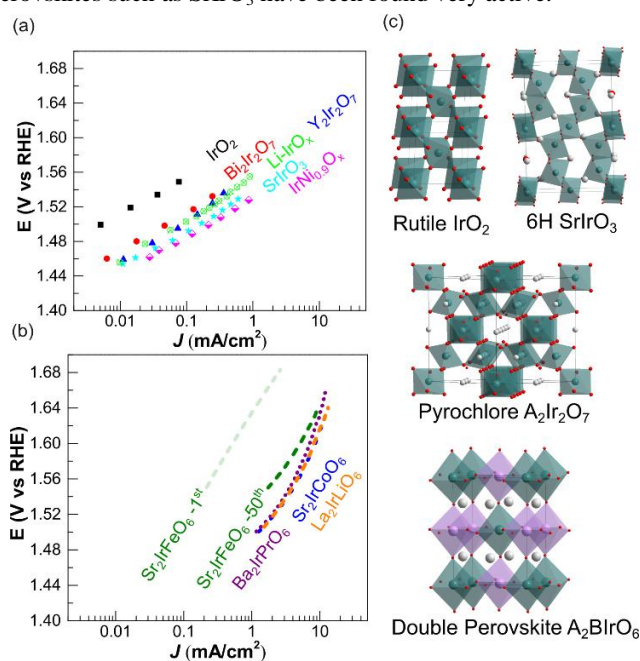 perovskites such as SrIrO₃ have been found very active.
(a)
1.68
1.64
1.60
1.56
1.52
1.48
1.44
1.40
E (V vs RHE)
IrO₂
Bi₂Ir₂O₇
Li-IrOₓ
Y₂Ir₂O₇
SrIrO₃
IrNi₀.₉Oₓ
0.01 0.1 1 10
J (mA/cm²)
(b)
1.68
1.64
1.60
1.56
1.52
1.48
1.44
1.40
E (V vs RHE)
Sr₂IrFeO₆ -1ˢᵗ
Sr₂IrFeO₆ -50ᵗʰ
Ba₂IrPrO₆
Sr₂IrCoO₆
La₂IrLiO₆
0.01 0.1 1 10
J (mA/cm²)
(c)
Rutile IrO₂
6H SrIrO₃
Pyrochlore A₂Ir₂O₇
Double Perovskite A₂BIrO₆